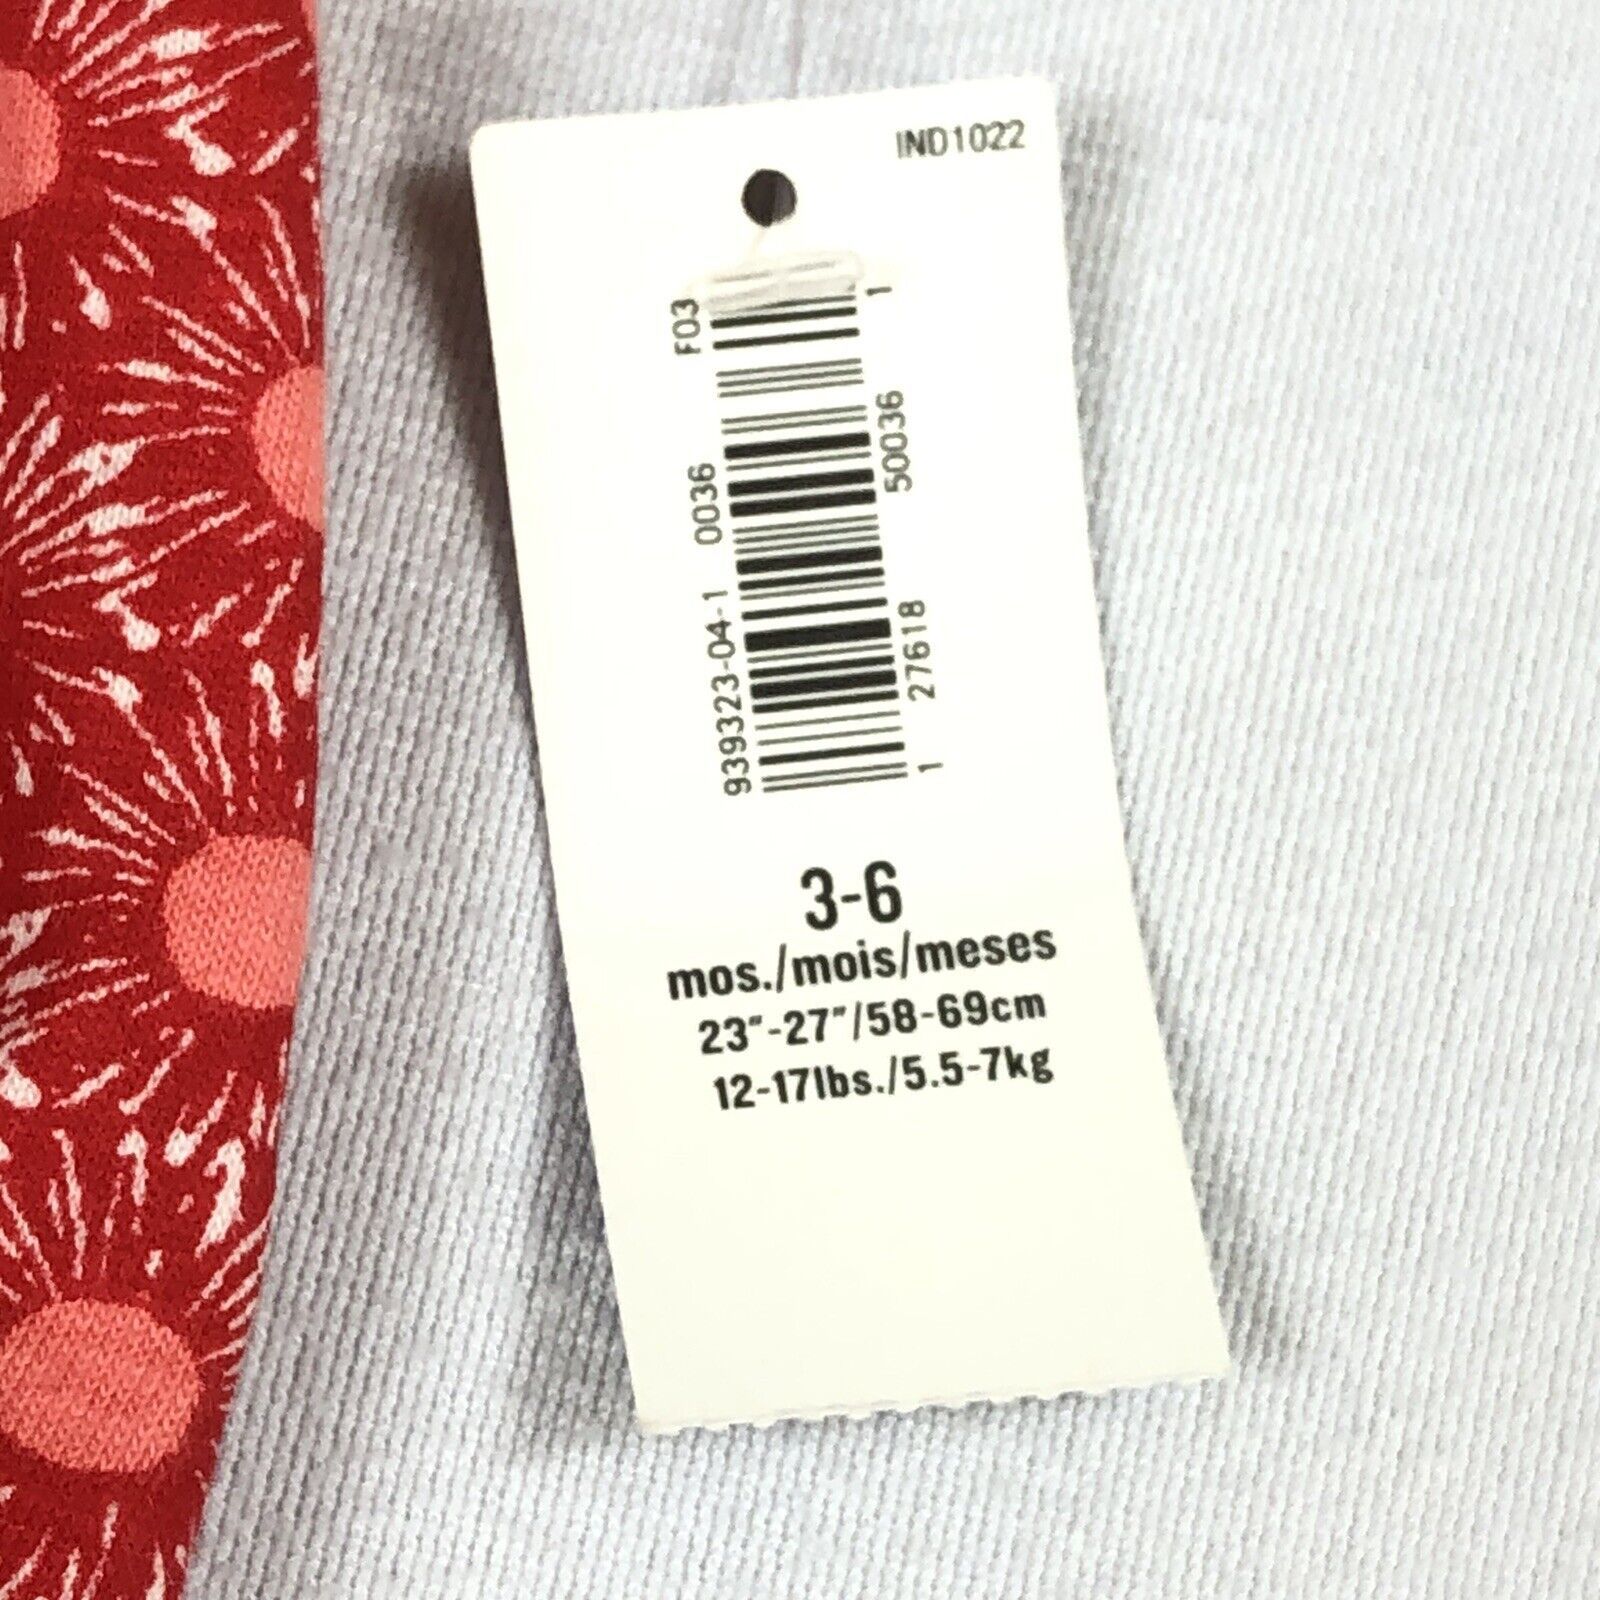 IND1022
F03
939323-04-1 0036
1 27618 50036 1
3-6
mos./mois/meses
23"-27"/58-69cm
12-17lbs./5.5-7kg